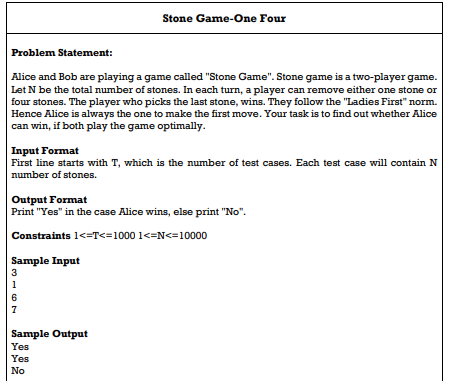 Stone Game-One Four
Problem Statement:
Alice and Bob are playing a game called "Stone Game". Stone game is a two-player game.
Let N be the total number of stones. In each turn, a player can remove either one stone or
four stones. The player who picks the last stone, wins. They follow the "Ladies First" norm.
Hence Alice is always the one to make the first move. Your task is to find out whether Alice
can win, if both play the game optimally.
Input Format
First line starts with T, which is the number of test cases. Each test case will contain N
number of stones.
Output Format
Print "Yes" in the case Alice wins, else print "No".
Constraints 1<=T<=1000 1<=N<=10000
Sample Input
3
1
6
7
Sample Output
Yes
Yes
No